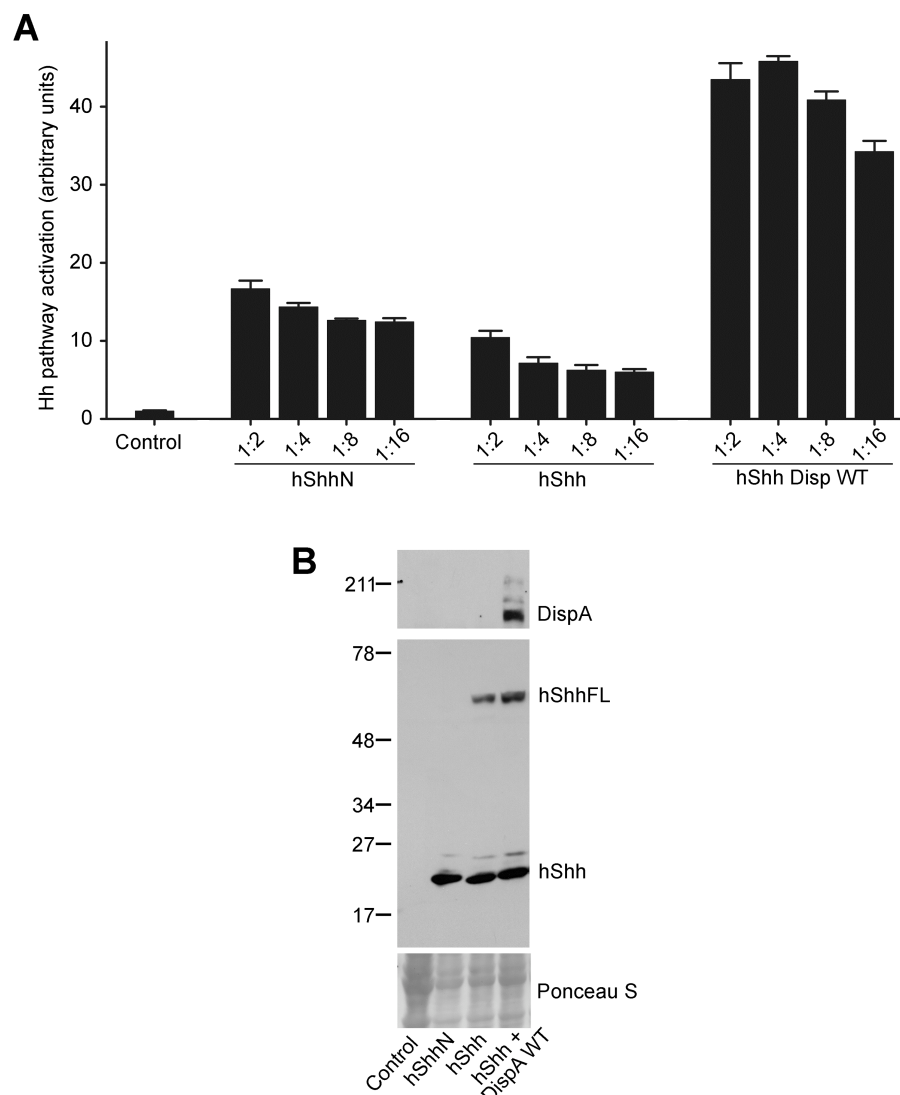 A
Hh pathway activation (arbitrary units)
40
30
20
10
0
Control
1:2 1:4 1:8 1:16 1:2 1:4 1:8 1:16 1:2 1:4 1:8 1:16
hShhN hShh hShh Disp WT
B
211
DispA
78
hShhFL
48
34
27
hShh
17
Ponceau S
Control
hShhN
hShh
hShh +
DispA WT